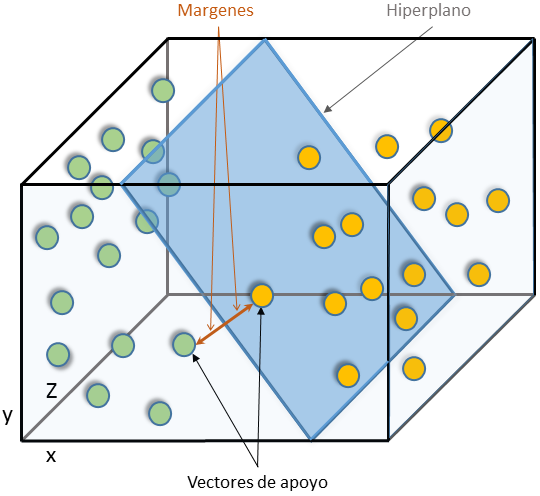 Margenes
Hiperplano
Z
y
x
Vectores de apoyo